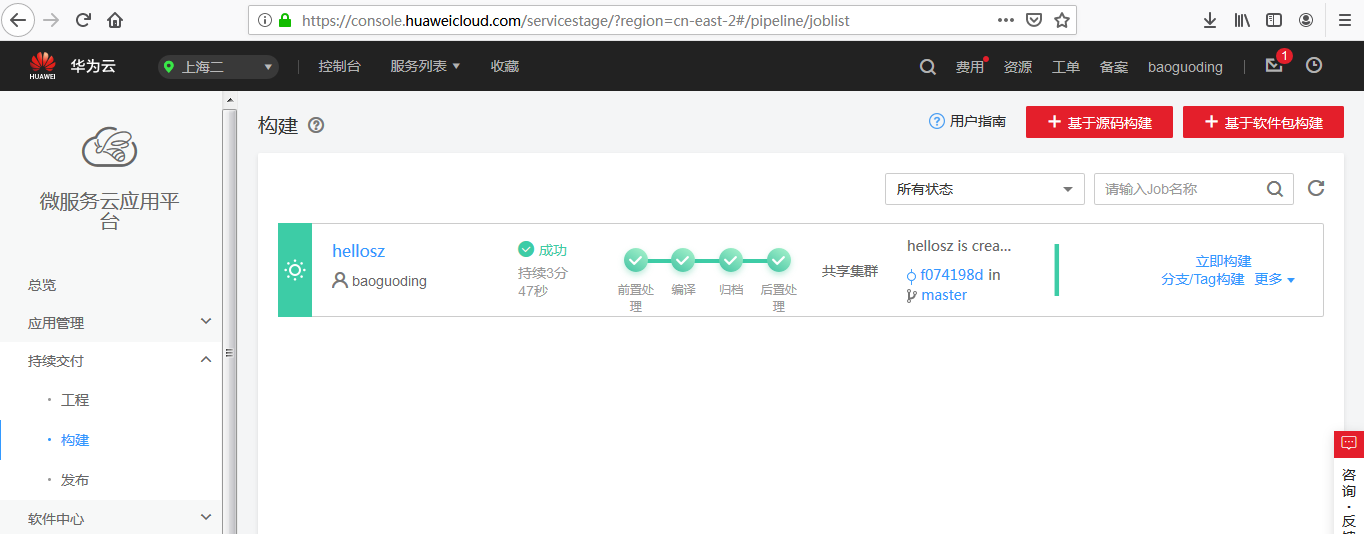 https://console.huaweicloud.com/servicestage/?region=cn-east-2#/pipeline/joblist
HUAWEI 华为云 上海二 控制台 服务列表 收藏 费用 资源 工单 备案 baoguoding 1
微服务云应用平
台
总览
应用管理
持续交付
工程
构建
发布
软件中心
构建 用户指南 基于源码构建 基于软件包构建
所有状态 请输入Job名称
hellosz
baoguoding
成功
持续3分
47秒
前置处
理
编译
归档
后置处
理
共享集群
hellosz is crea...
f074198d in
master
立即构建
分支/Tag构建 更多
咨
询
·
反